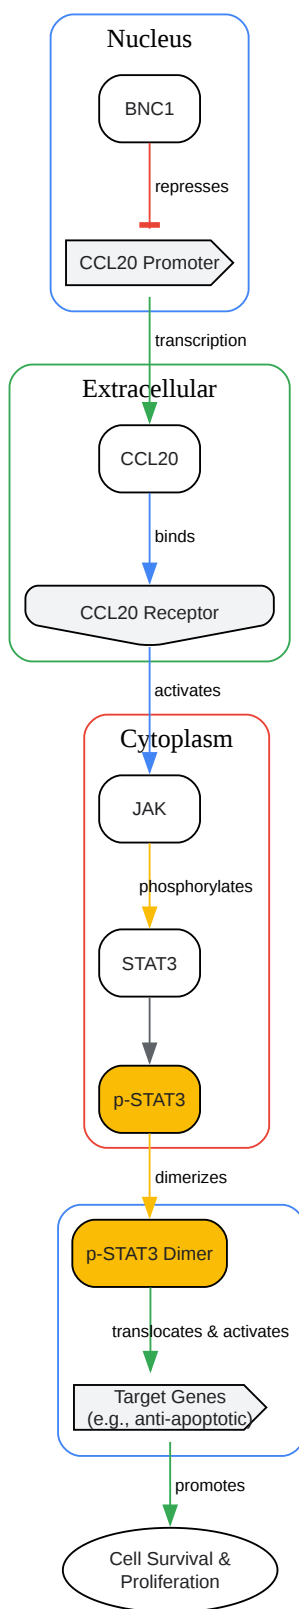 Nucleus
BNC1
represses
CCL20 Promoter
transcription
Extracellular
CCL20
binds
CCL20 Receptor
activates
Cytoplasm
JAK
phosphorylates
STAT3
p-STAT3
dimerizes
p-STAT3 Dimer
translocates & activates
Target Genes
(e.g., anti-apoptotic)
promotes
Cell Survival &
Proliferation